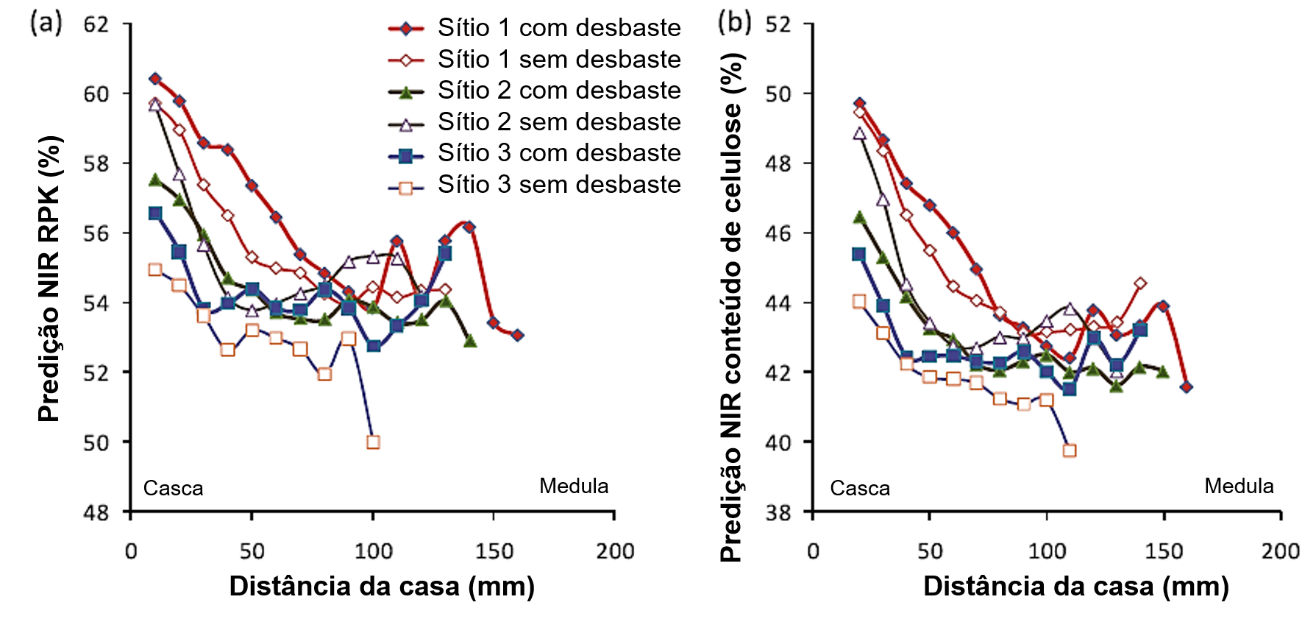 (a)
Predição NIR RPK (%)
62
60
58
56
54
52
50
48
Sítio 1 com desbaste
Sítio 1 sem desbaste
Sítio 2 com desbaste
Sítio 2 sem desbaste
Sítio 3 com desbaste
Sítio 3 sem desbaste
Casca
Medula
0 50 100 150 200
Distância da casa (mm)
(b)
Predição NIR conteúdo de celulose (%)
52
50
48
46
44
42
40
38
Casca
Medula
0 50 100 150 200
Distância da casa (mm)